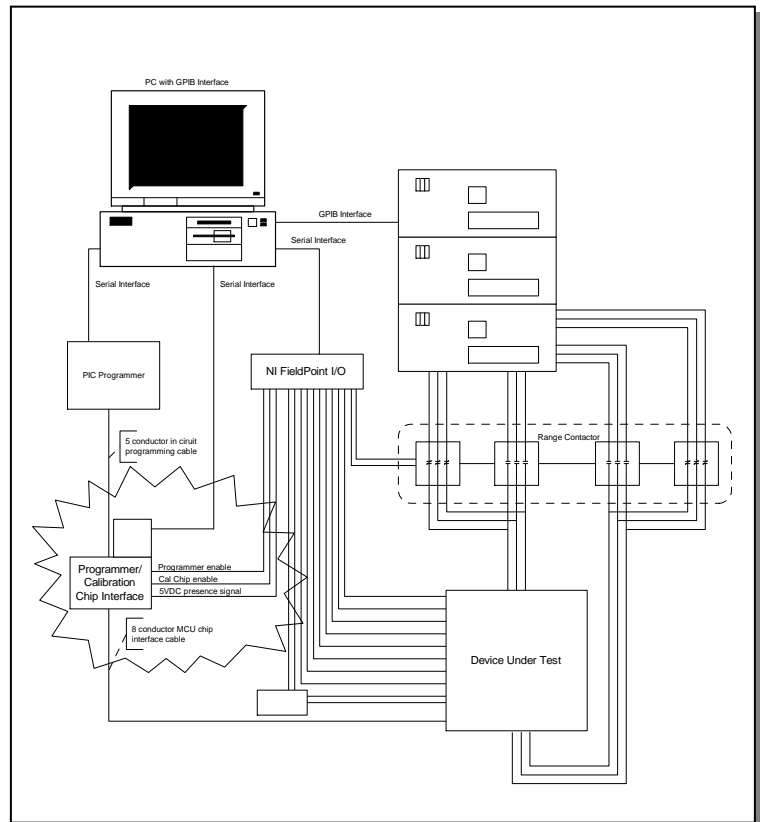 PC with GPIB Interface
GPIB Interface
Serial Interface
Serial Interface
Serial Interface
PIC Programmer
NI FieldPoint I/O
Range Contactor
5 conductor in ciruit
programming cable
Programmer/
Calibration
Chip Interface
Programmer enable
Cal Chip enable
5VDC presence signal
8 conductor MCU chip
interface cable
Device Under Test